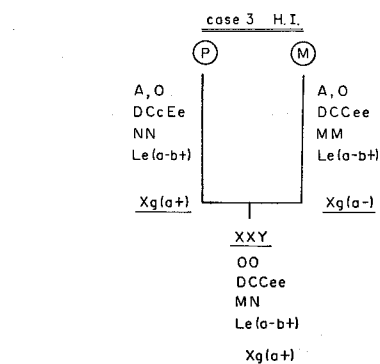 case 3 H.I.
P
M
A, O
DCcEe
NN
Le(a-b+)
Xg(a+)
A, O
DCCee
MM
Le(a-b+)
Xg(a-)
XXY
OO
DCCee
MN
Le(a-b+)
Xg(a+)